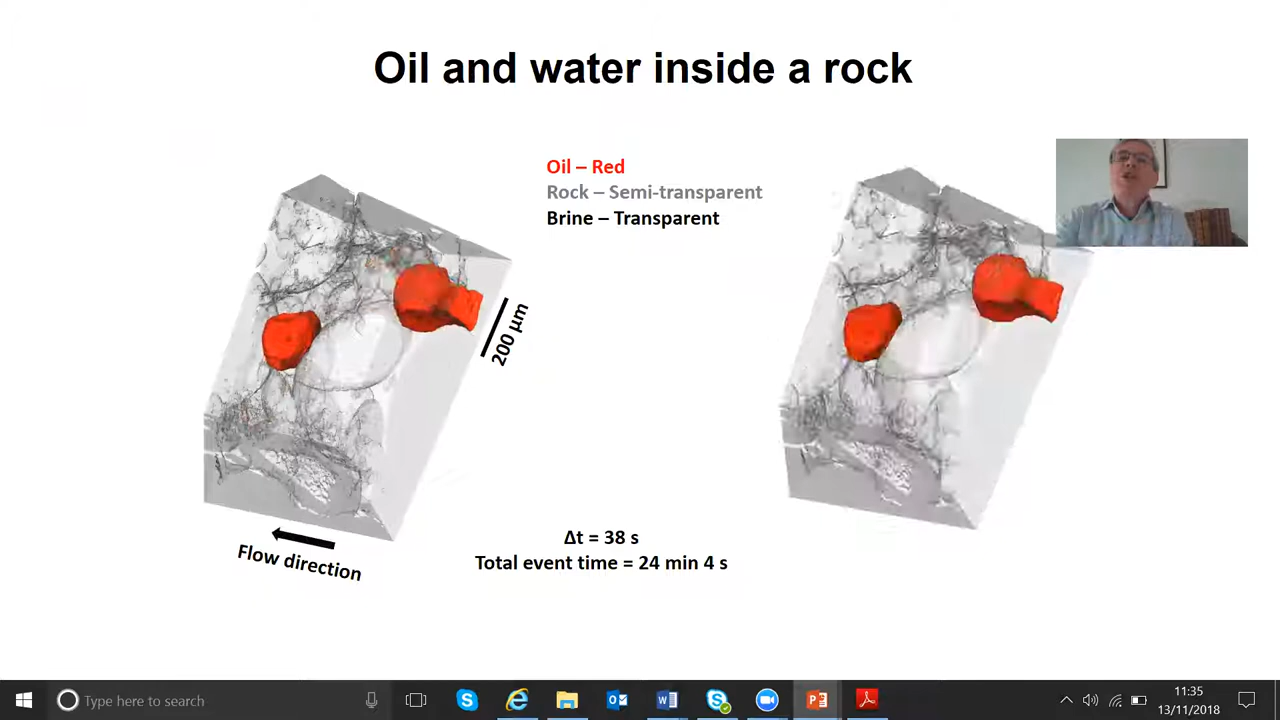 Oil and water inside a rock
Oil – Red
Rock – Semi-transparent
Brine – Transparent
200 µm
Flow direction
Δt = 38 s
Total event time = 24 min 4 s
Type here to search
11:35
13/11/2018